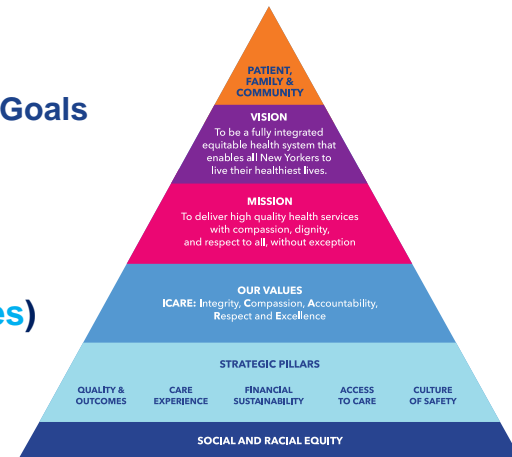 Goals
es)
PATIENT,
FAMILY &
COMMUNITY
VISION
To be a fully integrated
equitable health system that
enables all New Yorkers to
live their healthiest lives.
MISSION
To deliver high quality health services
with compassion, dignity,
and respect to all, without exception
OUR VALUES
ICARE: Integrity, Compassion, Accountability,
Respect and Excellence
STRATEGIC PILLARS
QUALITY &
OUTCOMES
CARE
EXPERIENCE
FINANCIAL
SUSTAINABILITY
ACCESS
TO CARE
CULTURE
OF SAFETY
SOCIAL AND RACIAL EQUITY